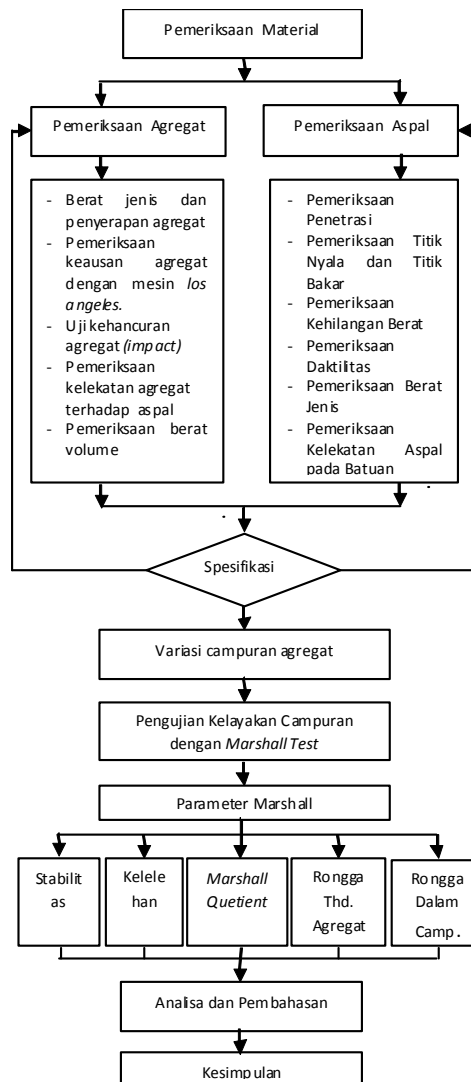 Pemeriksaan Material
Pemeriksaan Agregat
Pemeriksaan Aspal
- Berat jenis dan
penyerapan agregat
- Pemeriksaan
keausan agregat
dengan mesin los
angeles.
- Uji kehancuran
agregat (impact)
- Pemeriksaan
kelekatan agregat
terhadap aspal
- Pemeriksaan berat
volume
- Pemeriksaan
Penetrasi
- Pemeriksaan Titik
Nyala dan Titik
Bakar
- Pemeriksaan
Kehilangan Berat
- Pemeriksaan
Daktilitas
- Pemeriksaan Berat
Jenis
- Pemeriksaan
Kelekatan Aspal
pada Batuan
Spesifikasi
Variasi campuran agregat
Pengujian Kelayakan Campuran
dengan Marshall Test
Parameter Marshall
Stabilit
as
Kelele
han
Marshall
Quetient
Rongga
Thd.
Agregat
Rongga
Dalam
Camp.
Analisa dan Pembahasan
Kesimpulan